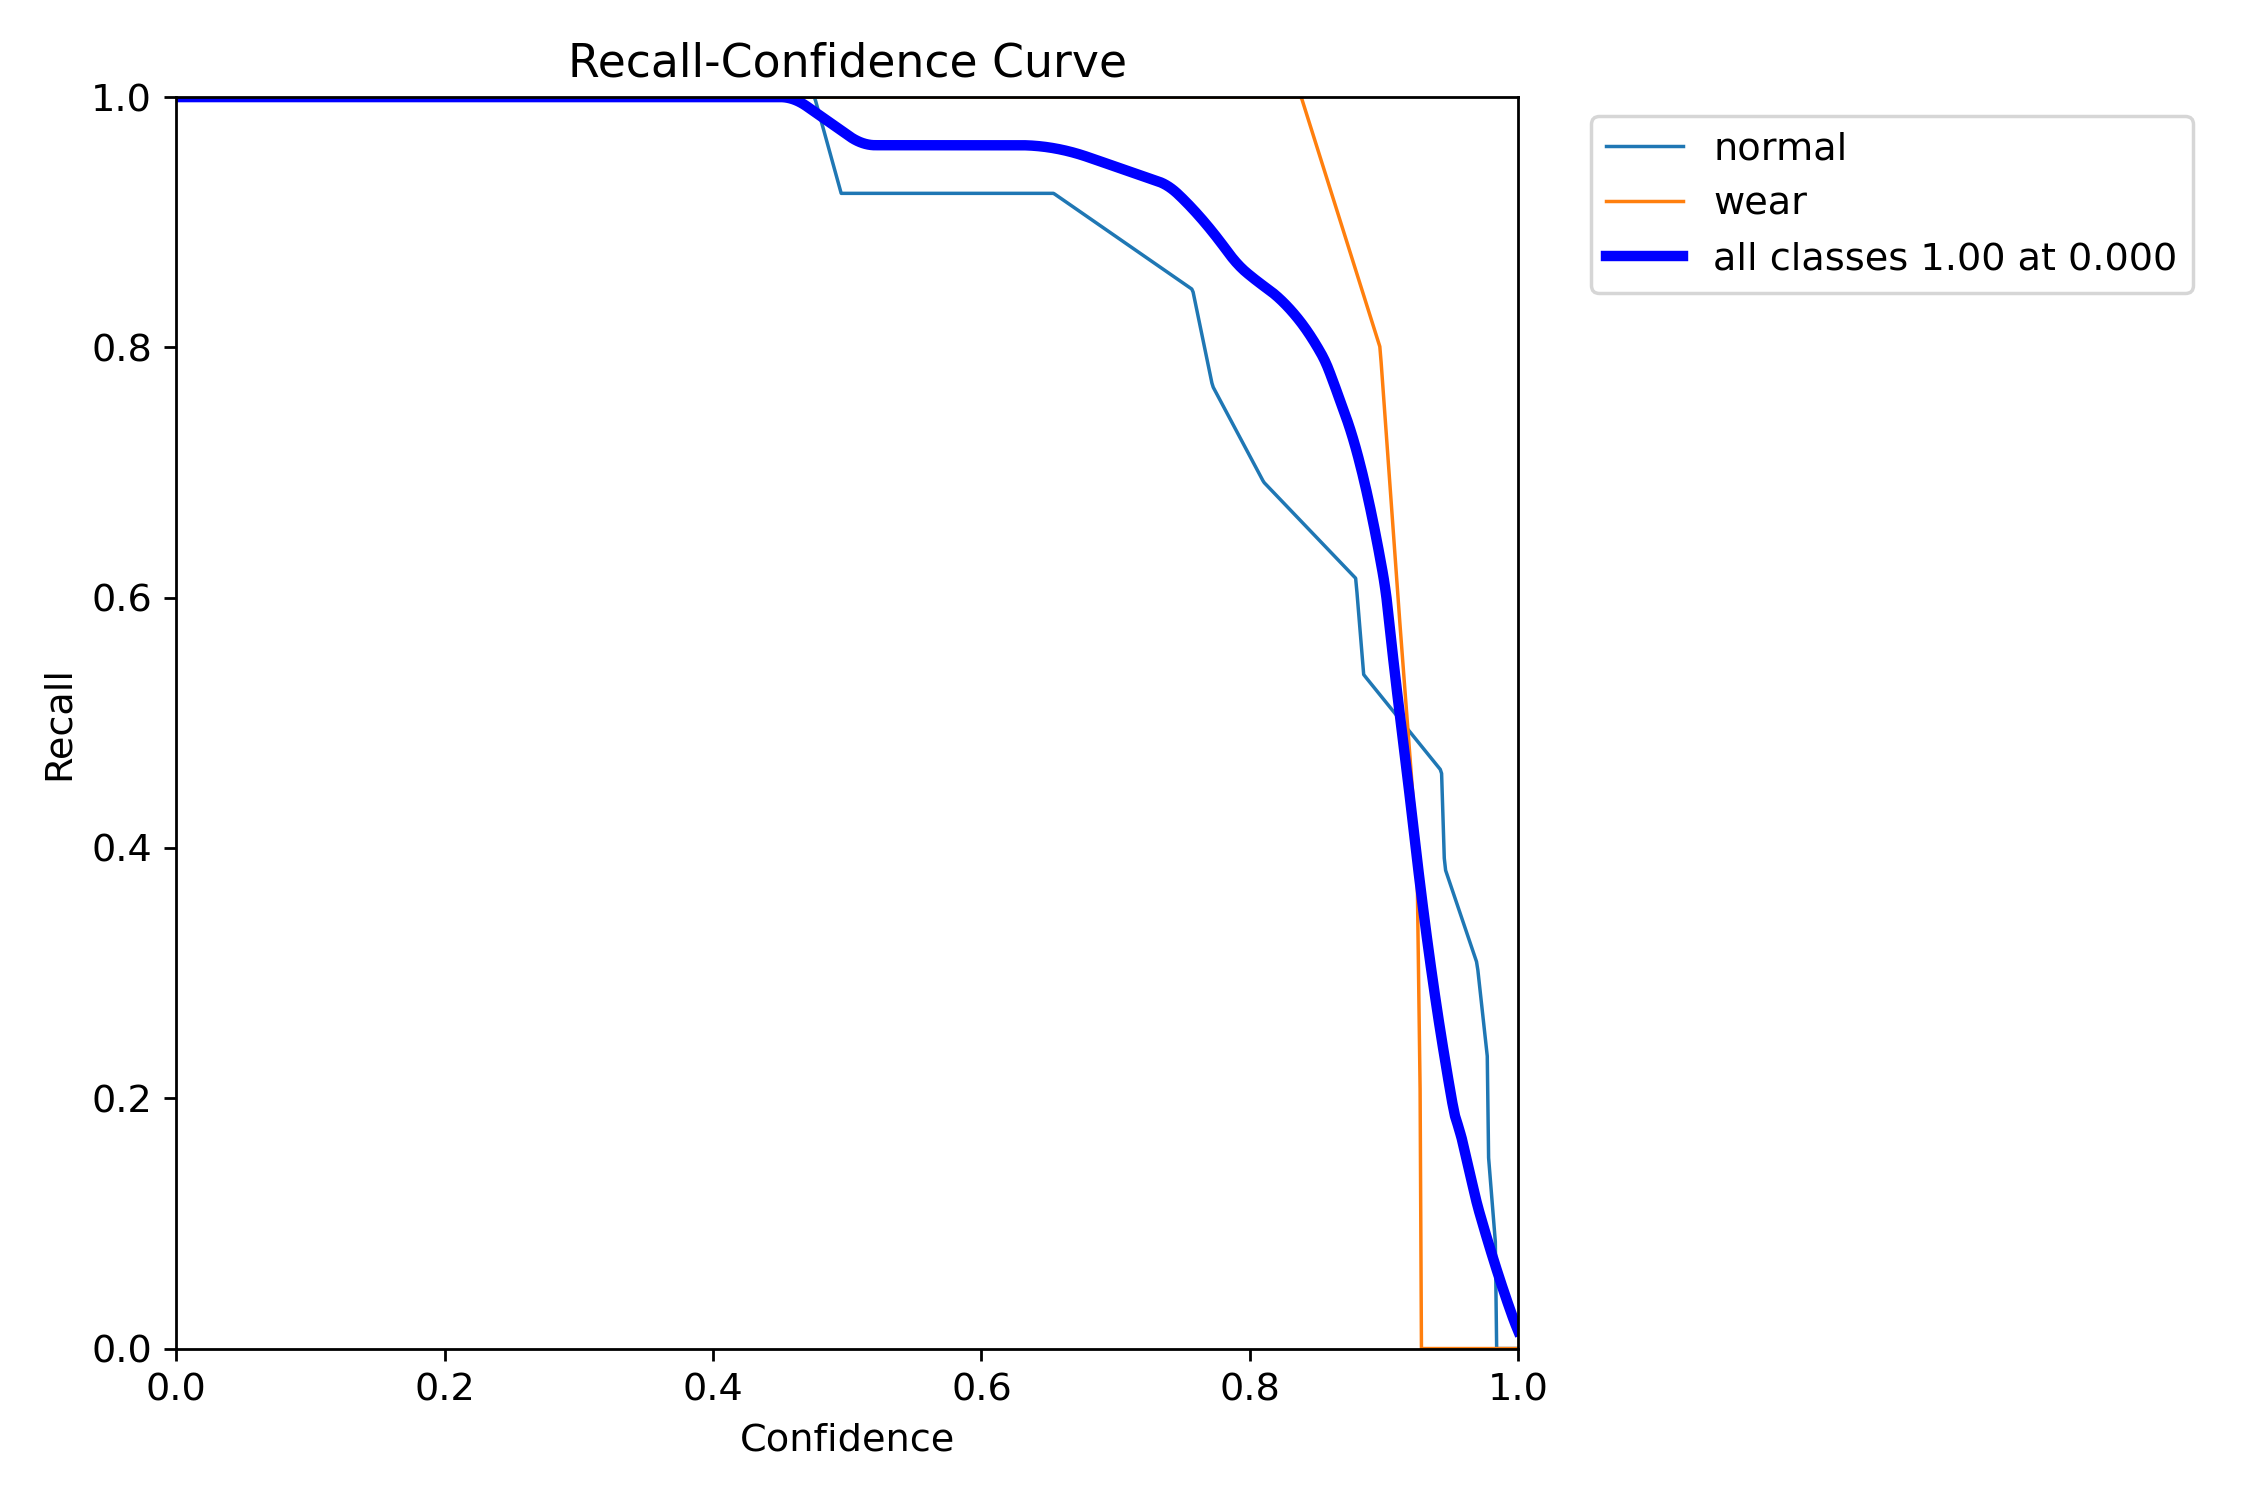 Recall-Confidence Curve
1.0
0.8
0.6
0.4
0.2
0.0
Recall
0.0 0.2 0.4 0.6 0.8 1.0
Confidence
normal
wear
all classes 1.00 at 0.000